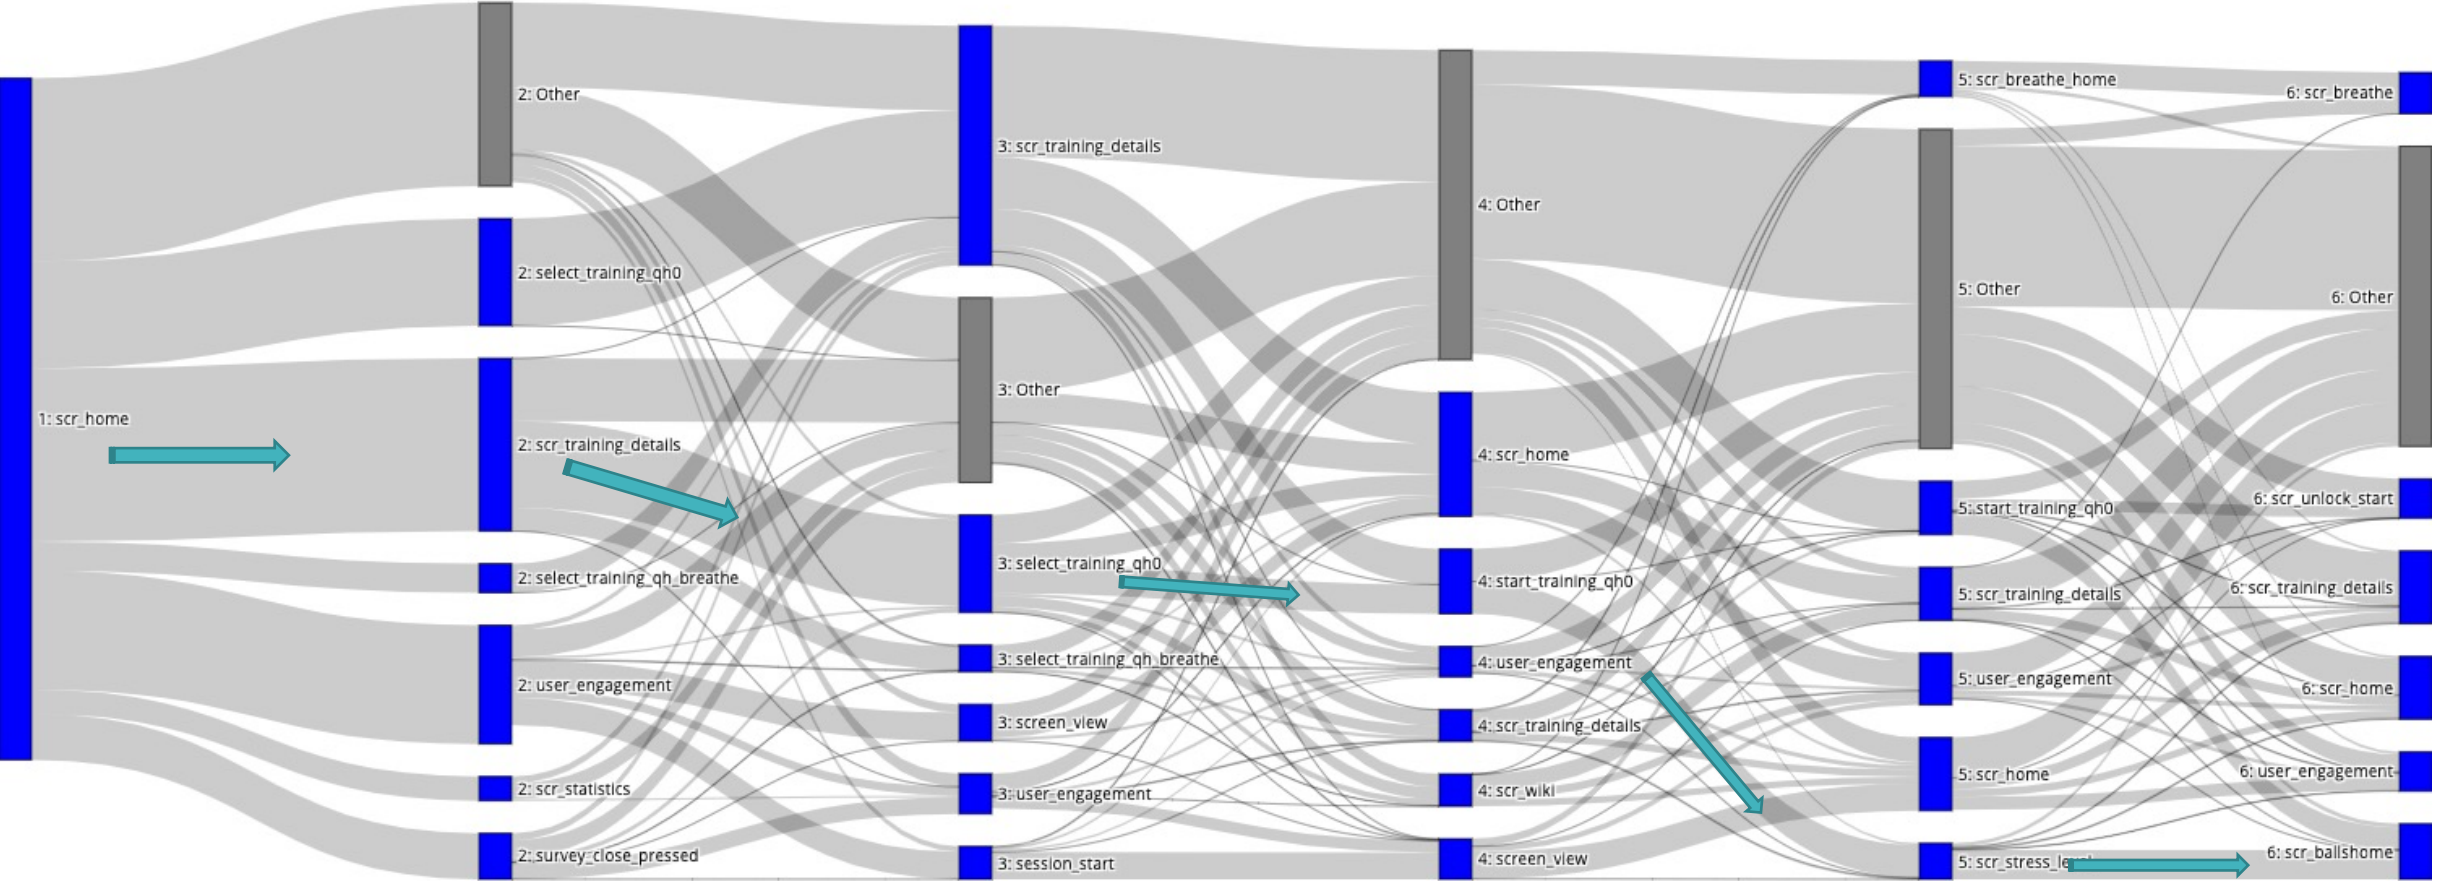 1: scr_home
2: Other
2: select_training_qh0
2: scr_training_details
2: select_training_qh_breathe
2: user_engagement
2: scr_statistics
2: survey_close_pressed
3: scr_training_details
3: Other
3: select_training_qh0
3: select_training_qh_breathe
3: screen_view
3: user_engagement
3: session_start
4: Other
4: scr_home
4: start_training_qh0
4: user_engagement
4: scr_training_details
4: scr_wiki
4: screen_view
5: scr_breathe_home
5: Other
5: start_training_qh0
5: scr_training_details
5: user_engagement
5: scr_home
5: scr_stress_level
6: scr_breathe
6: Other
6: scr_unlock_start
6: scr_training_details
6: scr_home
6: user_engagement
6: scr_ballshome